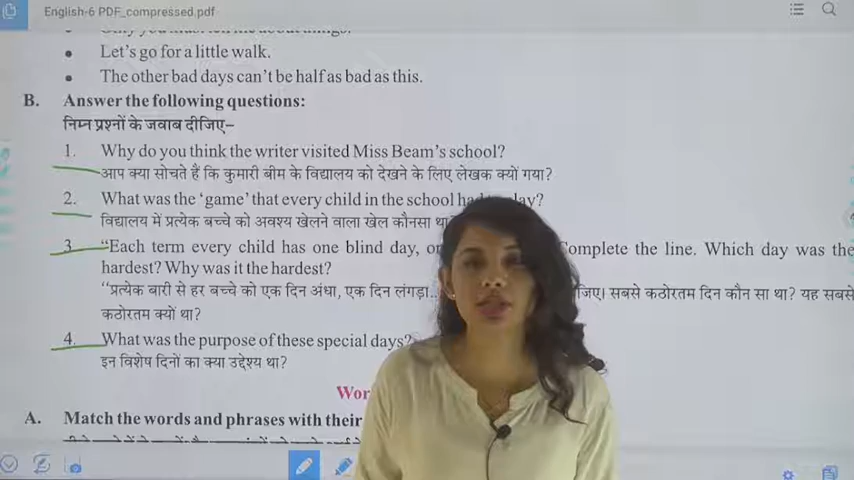 English-6 PDF_compressed.pdf
• Let's go for a little walk.
• The other bad days can't be half as bad as this.
B. Answer the following questions:
निम्न प्रश्नों के जवाब दीजिए–
1. Why do you think the writer visited Miss Beam's school?
आप क्या सोचते हैं कि कुमारी बीम के विद्यालय को देखने के लिए लेखक क्यों गया?
2. What was the 'game' that every child in the school
विद्यालय में प्रत्येक बच्चे को अवश्य खेलने वाला खेल कौनसा था
3. "Each term every child has one blind day, Complete the line. Which day was the
hardest? Why was it the hardest?
"प्रत्येक बारी से हर बच्चे को एक दिन अंधा, एक दिन लंगड़ा.. सबसे कठोरतम दिन कौन सा था? यह सबसे
कठोरतम क्यों था?
4. What was the purpose of these special days?
इन विशेष दिनों का क्या उद्देश्य था?
A. Match the words and phrases with their